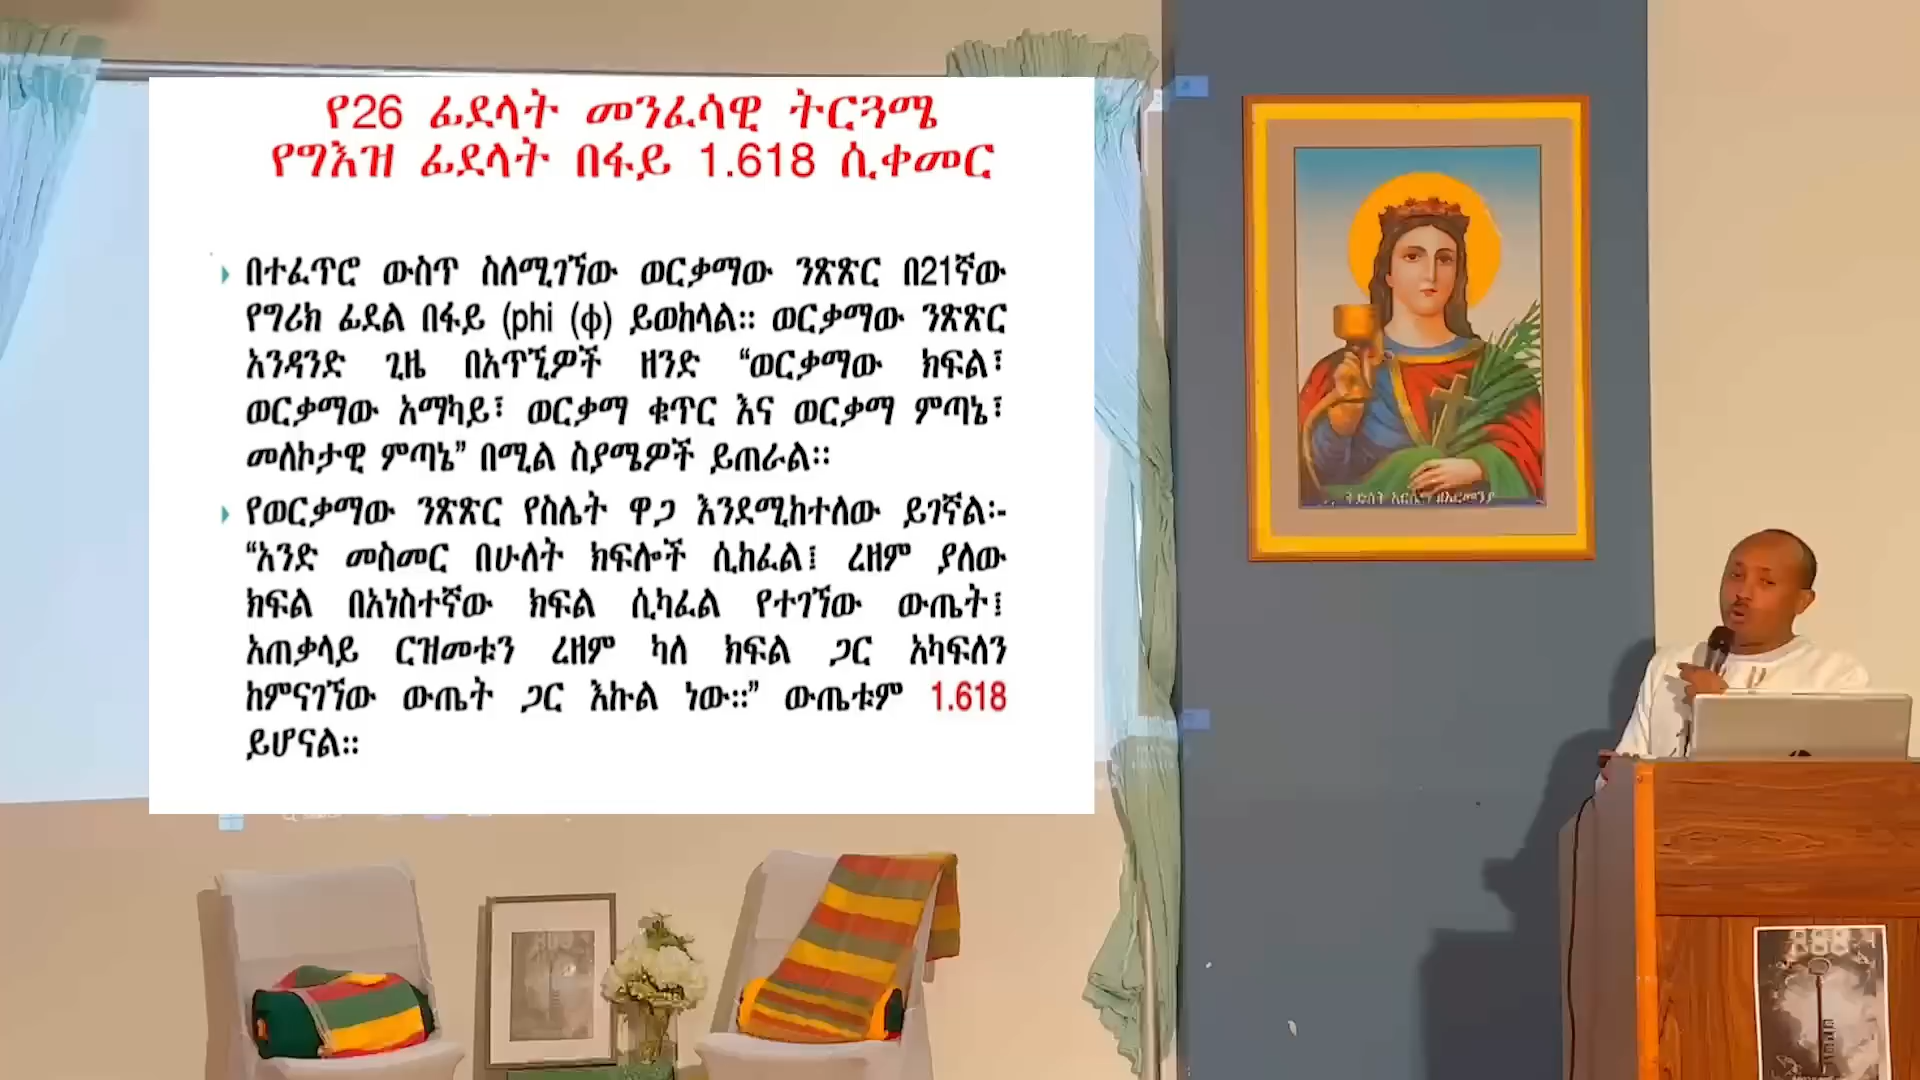 የ26 ፊደላት መንፈሳዊ ትርጓሜ
የግእዝ ፊደላት በፋይ 1.618 ሲቀመር
በተፈጥሮ ውስጥ ስለሚገኘው ወርቃማው ንጽጽር በ21ኛው
የግሪክ ፊደል በፋይ (phi (ϕ) ይወከላል። ወርቃማው ንጽጽር
አንዳንድ ጊዜ በአጥኚዎች ዘንድ “ወርቃማው ክፍል፣
ወርቃማው አማካይ፣ ወርቃማ ቁጥር እና ወርቃማ ምጣኔ፣
መለኮታዊ ምጣኔ” በሚል ስያሜዎች ይጠራል።
የወርቃማው ንጽጽር የስሌት ዋጋ እንደሚከተለው ይገኛል፦
“አንድ መስመር በሁለት ክፍሎች ሲከፈል፤ ረዘም ያለው
ክፍል በአነስተኛው ክፍል ሲካፈል የተገኘው ውጤት፤
አጠቃላይ ርዝመቱን ረዘም ካለ ክፍል ጋር አካፍለን
ከምናገኘው ውጤት ጋር እኩል ነው።” ውጤቱም 1.618
ይሆናል።